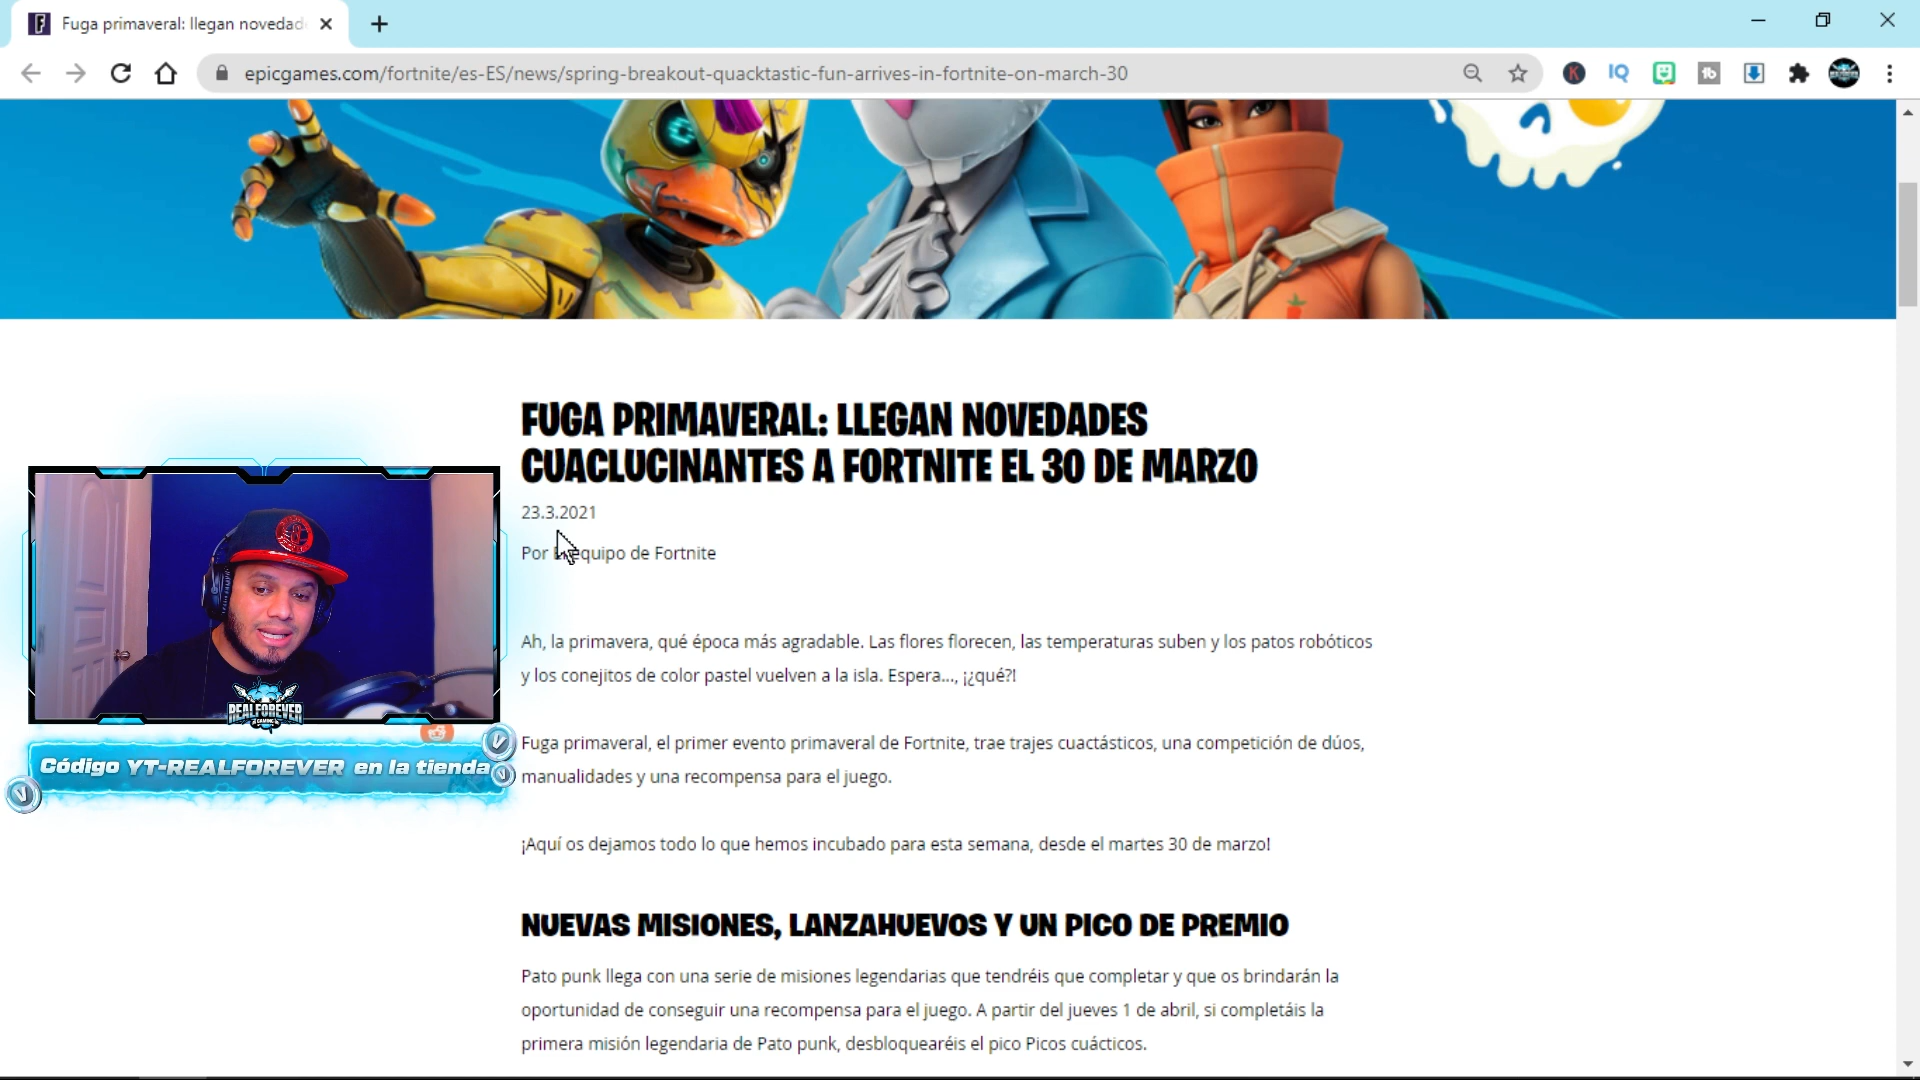 Fuga primaveral: llegan novedad
epicgames.com/fortnite/es-ES/news/spring-breakout-quacktastic-fun-arrives-in-fortnite-on-march-30
K
IQ
tb
FUGA PRIMAVERAL: LLEGAN NOVEDADES
CUACLUCINANTES A FORTNITE EL 30 DE MARZO
23.3.2021
Por equipo de Fortnite
Ah, la primavera, qué época más agradable. Las flores florecen, las temperaturas suben y los patos robóticos
y los conejitos de color pastel vuelven a la isla. Espera..., ¡¿qué?!
REALFOREVER
GAMING
Código YT-REALFOREVER en la tienda
Fuga primaveral, el primer evento primaveral de Fortnite, trae trajes cuactásticos, una competición de dúos,
manualidades y una recompensa para el juego.
¡Aquí os dejamos todo lo que hemos incubado para esta semana, desde el martes 30 de marzo!
NUEVAS MISIONES, LANZAHUEVOS Y UN PICO DE PREMIO
Pato punk llega con una serie de misiones legendarias que tendréis que completar y que os brindarán la
oportunidad de conseguir una recompensa para el juego. A partir del jueves 1 de abril, si completáis la
primera misión legendaria de Pato punk, desbloquearéis el pico Picos cuácticos.